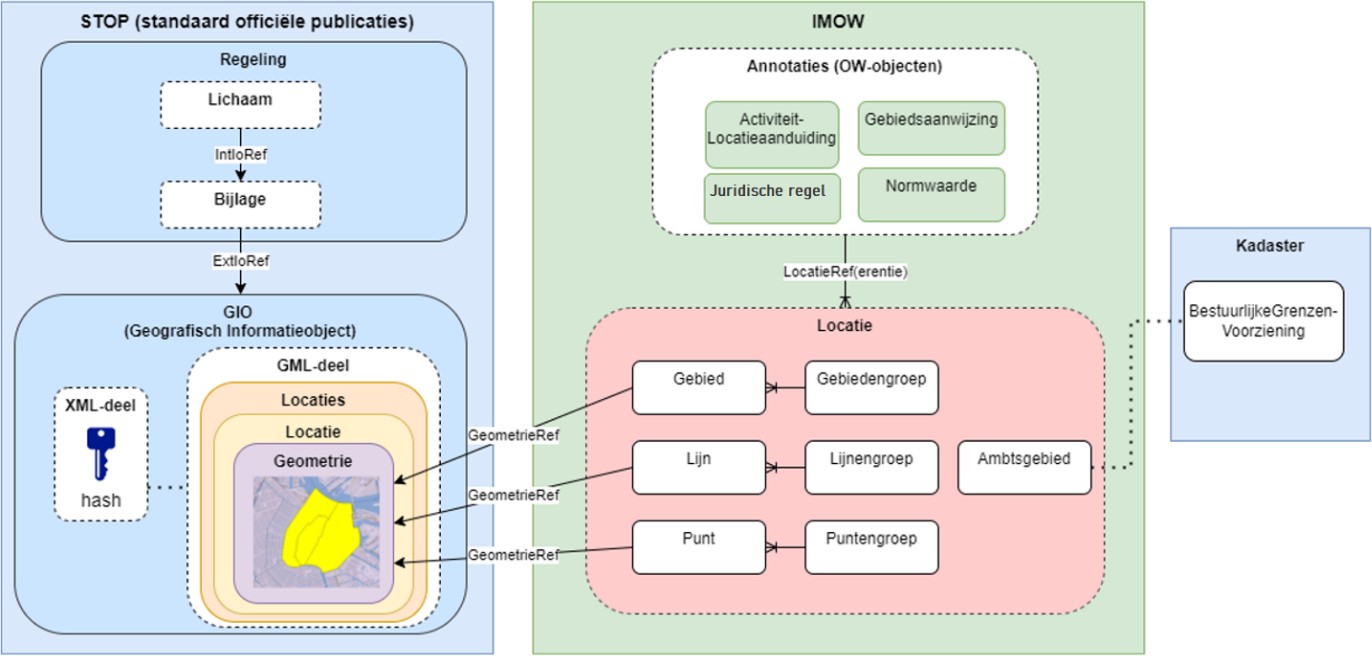 STOP (standaard officiële publicaties)
Regeling
Lichaam
IntIoRef
Bijlage
ExtIoRef
GIO
(Geografisch Informatieobject)
GML-deel
XML-deel
hash
Locaties
Locatie
Geometrie
GeometrieRef
GeometrieRef
GeometrieRef
IMOW
Annotaties (OW-objecten)
Activiteit-
Locatieaanduiding
Gebiedsaanwijzing
Juridische regel
Normwaarde
LocatieRef(erentie)
Locatie
Gebied
Gebiedengroep
Lijn
Lijnengroep
Ambtsgebied
Punt
Puntengroep
Kadaster
BestuurlijkeGrenzen-
Voorziening